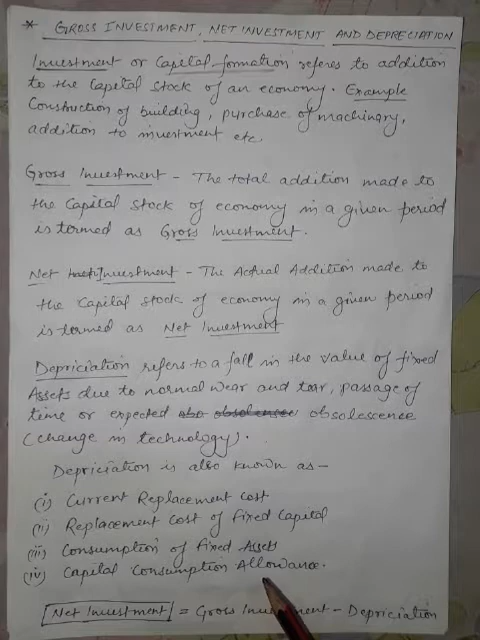 * GROSS INVESTMENT, NET INVESTMENT AND DEPRECIATION
Investment or Capital formation referes to addition
to the Capital stock of an economy. Example
Construction of building, purchase of machinary,
addition to investment etc.
Gross Investment - The total addition made to
the Capital Stock of economy in a given period
is termed as Gross Investment.
Net Investment - The Actual Addition made to
the Capital stock of economy in a given period
is termed as Net Investment
Depriciation refers to a fall in the value of fixed
Assets due to normal wear and tear, passage of
time or expected obsolescence
(change in technology).
Depriciation is also known as -
(i) Current Replacement Cost
(ii) Replacement Cost of Fixed Capital
(iii) Consumption of fixed Assets
(iv) Capital Consumption Allowance.
Net Investment = Gross Investment - Depriciation